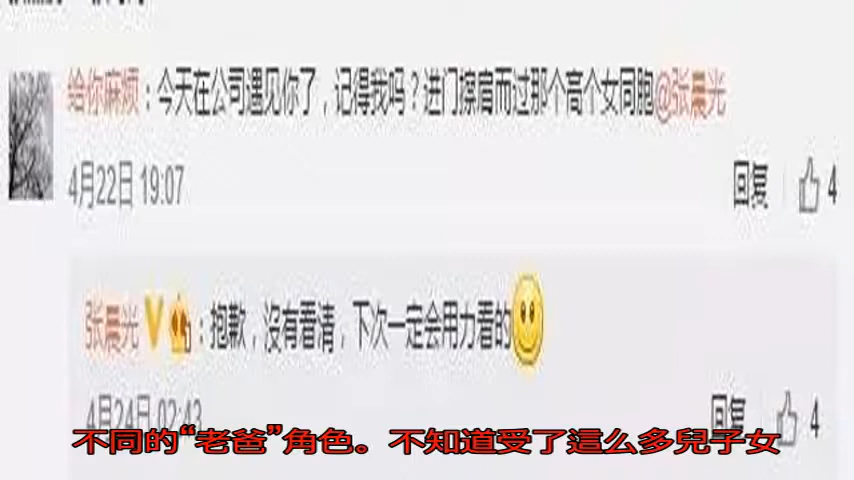 给你麻烦：今天在公司遇见你了，记得我吗？进门擦肩而过那个高个女同胞@张晨光
4月22日 19:07
回复 4
张晨光V：抱歉，沒有看清，下次一定会用力看的
4月24日 02:43
回复 4
不同的“老爸”角色。不知道受了這么多兒子女